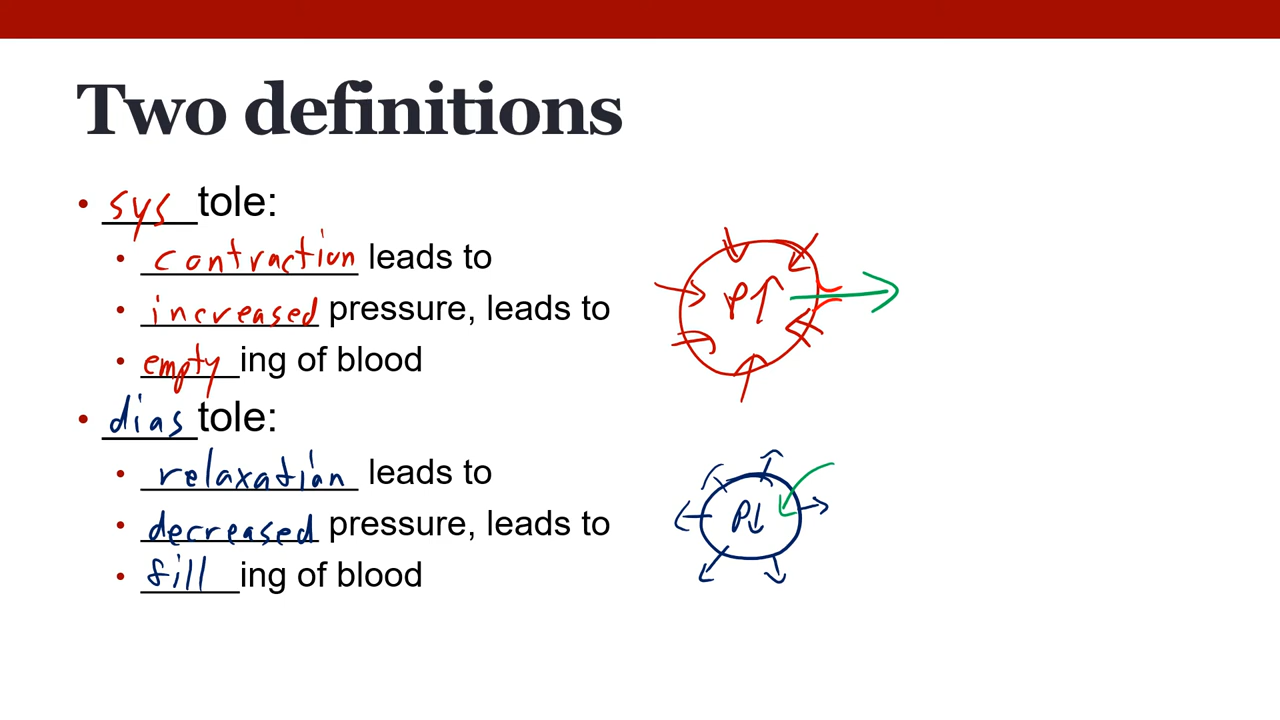 Two definitions
• systole:
• contraction leads to
• increased pressure, leads to
• emptying of blood
P↑
• diastole:
• relaxation leads to
• decreased pressure, leads to
• filling of blood
P↓